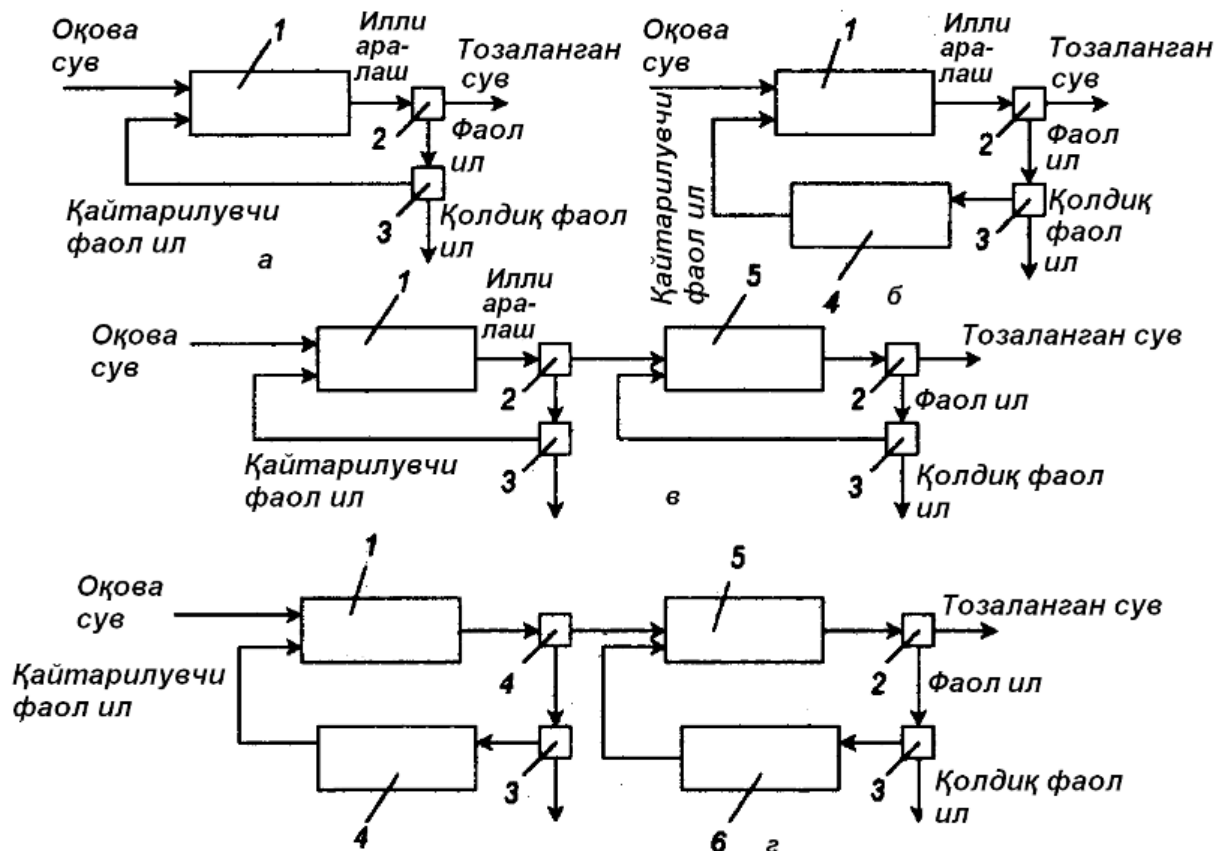 Оқова
сув
1
Илли
ара-
лаш
Тозаланган
сув
2
Фаол
ил
Қайтарилувчи
фаол ил
3
Қолдиқ фаол
ил
а
Оқова
сув
1
Илли
ара-
лаш
Тозаланган
сув
2
Фаол
ил
Қайтарилувчи
фаол ил
3
Қолдиқ
фаол
ил
4
б
Оқова
сув
1
Илли
ара-
лаш
2
5
Тозаланган сув
2
Фаол ил
Қайтарилувчи
фаол ил
3
в
3
Қолдиқ фаол
ил
Оқова
сув
1
5
Тозаланган сув
4
2
Фаол ил
Қайтарилувчи
фаол ил
3
3
Қолдиқ фаол
ил
4
6
г